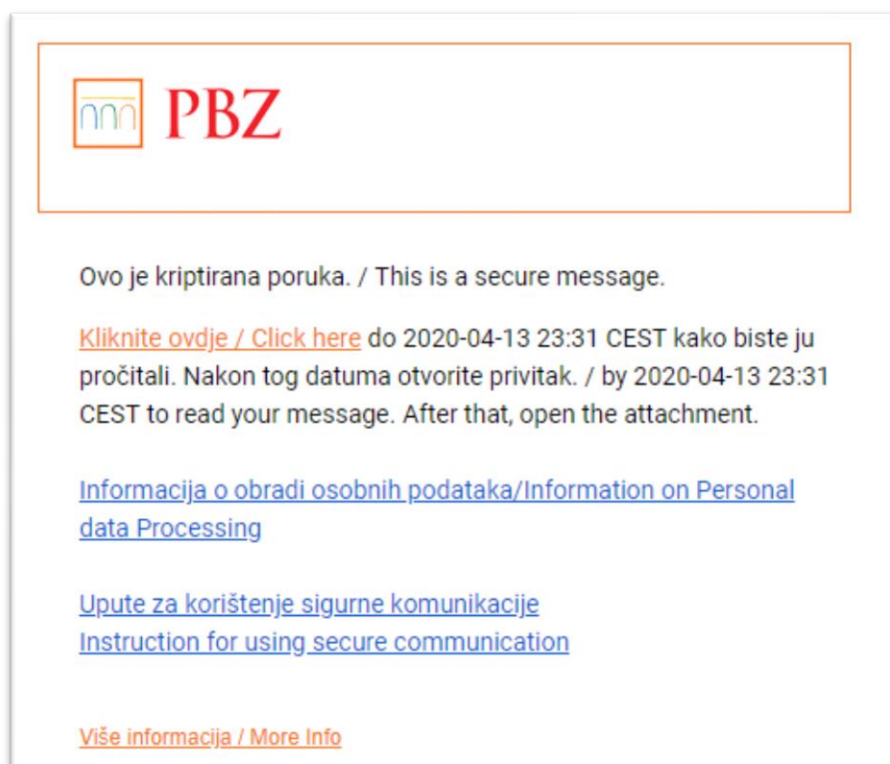 PBZ
Ovo je kriptirana poruka. / This is a secure message.
Kliknite ovdje / Click here do 2020-04-13 23:31 CEST kako biste ju
pročitali. Nakon tog datuma otvorite privitak. / by 2020-04-13 23:31
CEST to read your message. After that, open the attachment.
Informacija o obradi osobnih podataka/Information on Personal
data Processing
Upute za korištenje sigurne komunikacije
Instruction for using secure communication
Više informacija / More Info